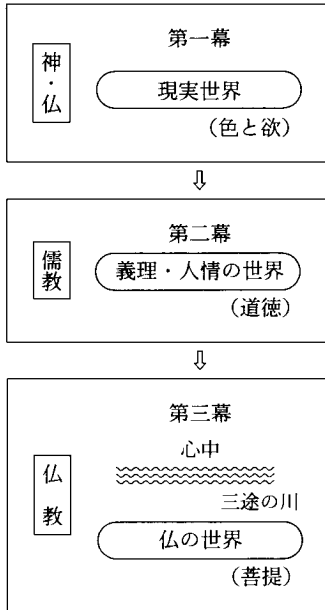 第一幕
神・仏
現実世界
（色と欲）
⇩
第二幕
儒教
義理・人情の世界
（道徳）
⇩
第三幕
仏教
心中
三途の川
仏の世界
（菩提）